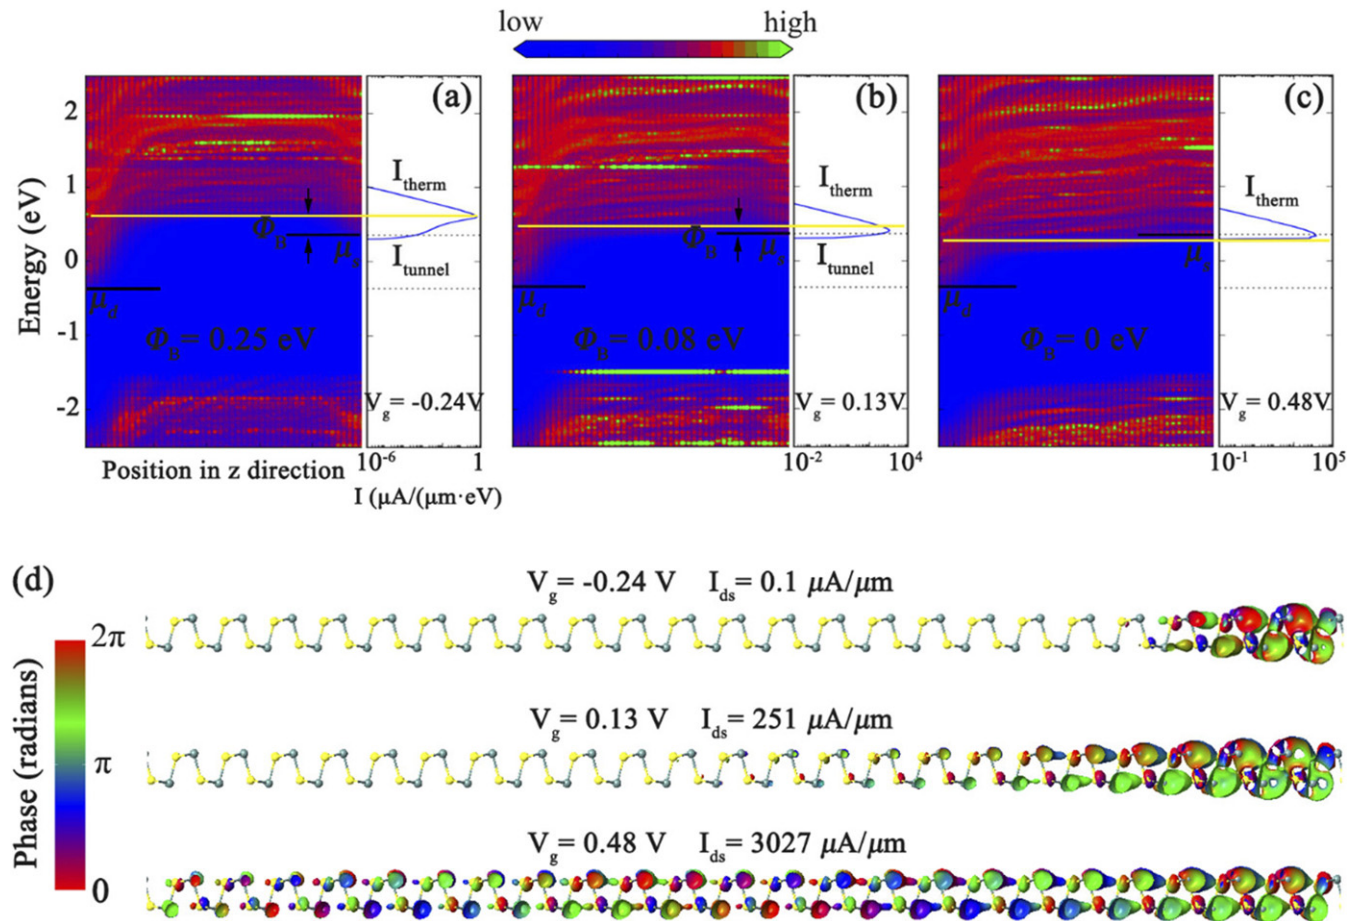 low high
(a) (b) (c)
Energy (eV)
2
1
0
-1
-2
I_therm
I_tunnel
Φ_B
μ_s
μ_d
Φ_B = 0.25 eV
V_g = -0.24V
I_therm
I_tunnel
Φ_B
μ_s
μ_d
Φ_B = 0.08 eV
V_g = 0.13V
I_therm
μ_s
Φ_B = 0 eV
V_g = 0.48V
Position in z direction
10^-6 1
10^-2 10^4
10^-1 10^5
I (μA/(μm·eV)
(d)
V_g = -0.24 V I_ds = 0.1 μA/μm
Phase (radians)
2π
π
0
V_g = 0.13 V I_ds = 251 μA/μm
V_g = 0.48 V I_ds = 3027 μA/μm